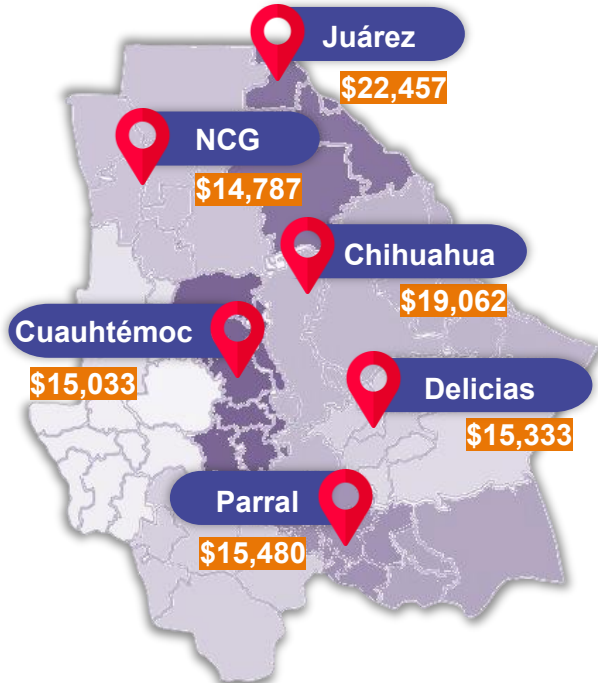 Juárez
$22,457
NCG
$14,787
Chihuahua
$19,062
Cuauhtémoc
$15,033
Delicias
$15,333
Parral
$15,480